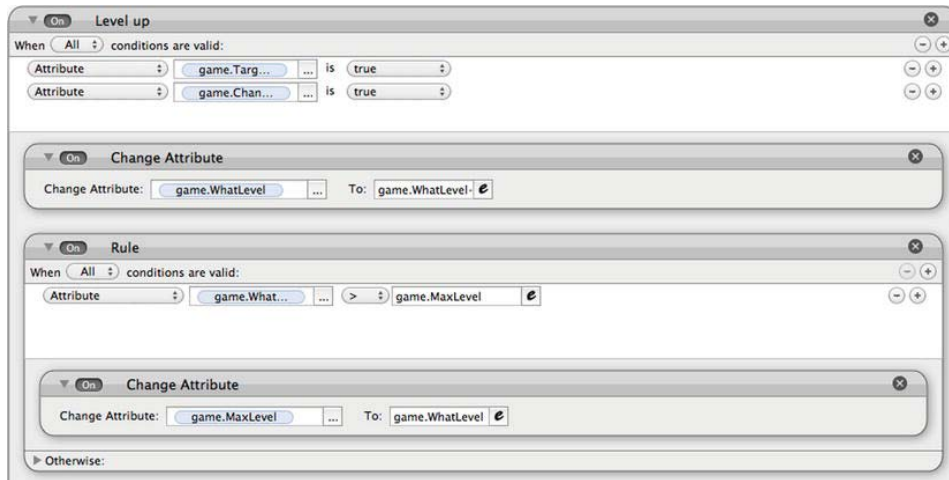 On Level up
When All conditions are valid:
Attribute game.Targ... ... is true
Attribute game.Chan... ... is true
On Change Attribute
Change Attribute: game.WhatLevel ... To: game.WhatLevel- e
On Rule
When All conditions are valid:
Attribute game.What... ... > game.MaxLevel e
On Change Attribute
Change Attribute: game.MaxLevel ... To: game.WhatLevel e
Otherwise: